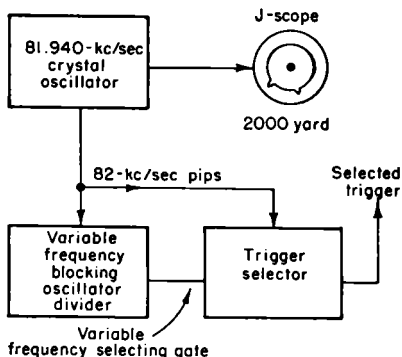 J-scope
81.940-kc/sec
crystal
oscillator
2000 yard
82-kc/sec pips
Selected
trigger
Variable
frequency
blocking
oscillator
divider
Trigger
selector
Variable
frequency selecting gate